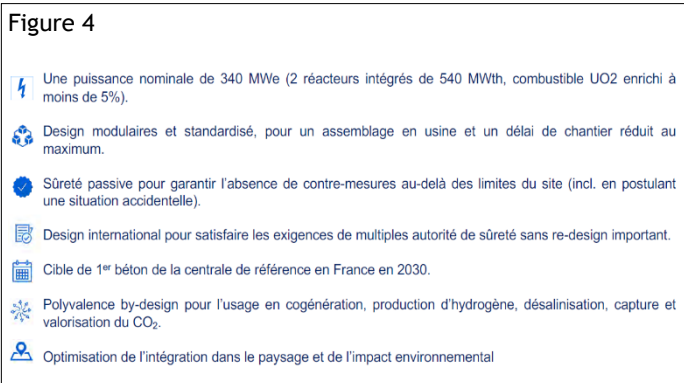 Figure 4
Une puissance nominale de 340 MWe (2 réacteurs intégrés de 540 MWth, combustible UO2 enrichi à
moins de 5%).
Design modulaires et standardisé, pour un assemblage en usine et un délai de chantier réduit au
maximum.
Sûreté passive pour garantir l'absence de contre-mesures au-delà des limites du site (incl. en postulant
une situation accidentelle).
Design international pour satisfaire les exigences de multiples autorité de sûreté sans re-design important.
Cible de 1er béton de la centrale de référence en France en 2030.
Polyvalence by-design pour l'usage en cogénération, production d'hydrogène, désalinisation, capture et
valorisation du CO2.
Optimisation de l'intégration dans le paysage et de l'impact environnemental